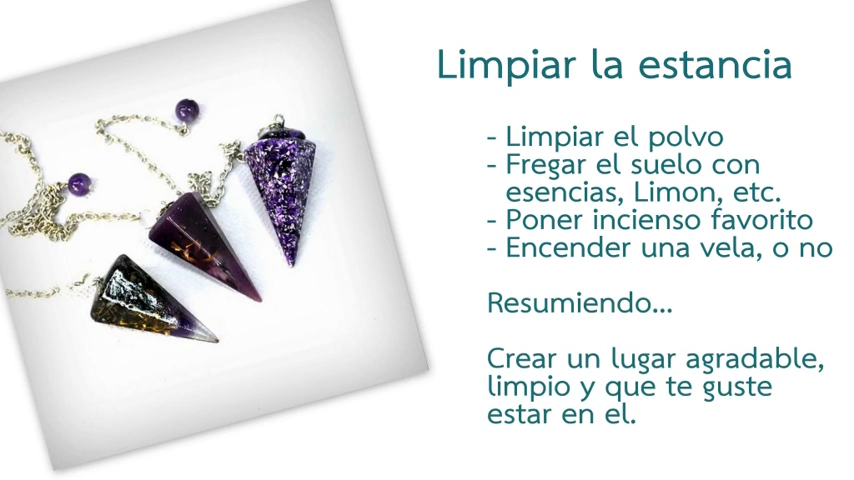 Limpiar la estancia
- Limpiar el polvo
- Fregar el suelo con
esencias, Limon, etc.
- Poner incienso favorito
- Encender una vela, o no
Resumiendo...
Crear un lugar agradable,
limpio y que te guste
estar en el.